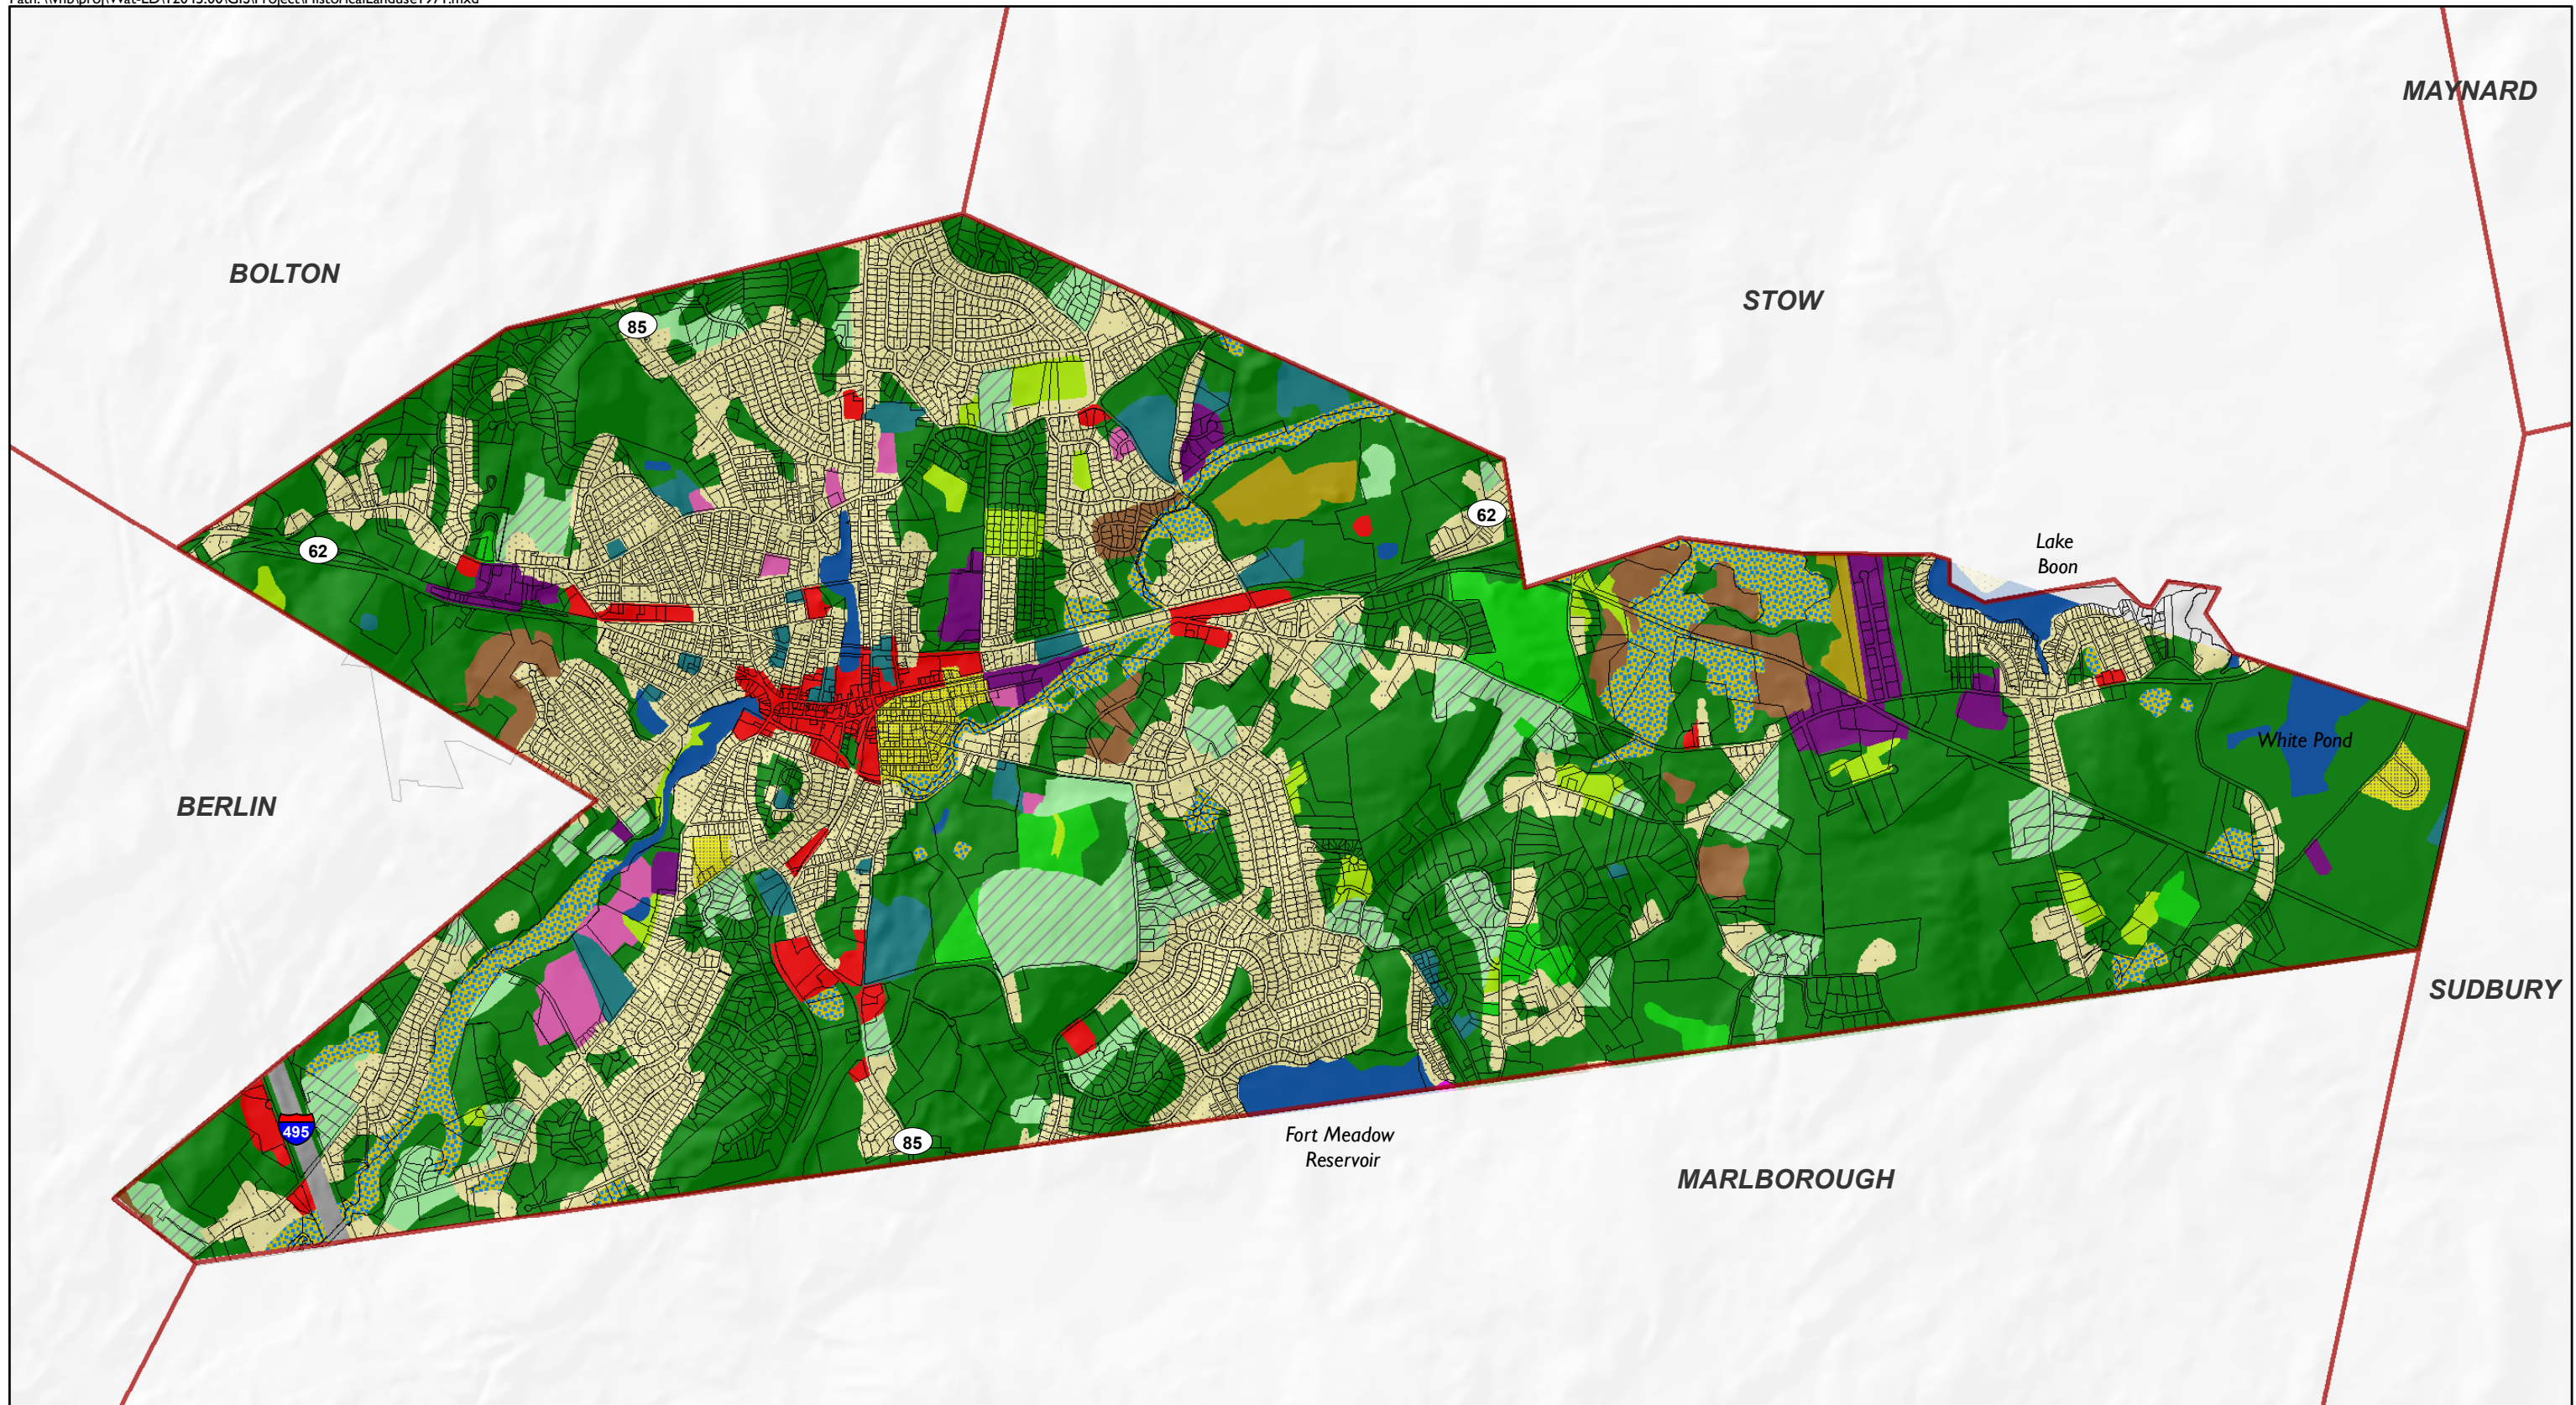 MAYNARD
BOLTON
STOW
85
62
62
Lake
Boon
White Pond
BERLIN
SUDBURY
495
85
Fort Meadow
Reservoir
MARLBOROUGH